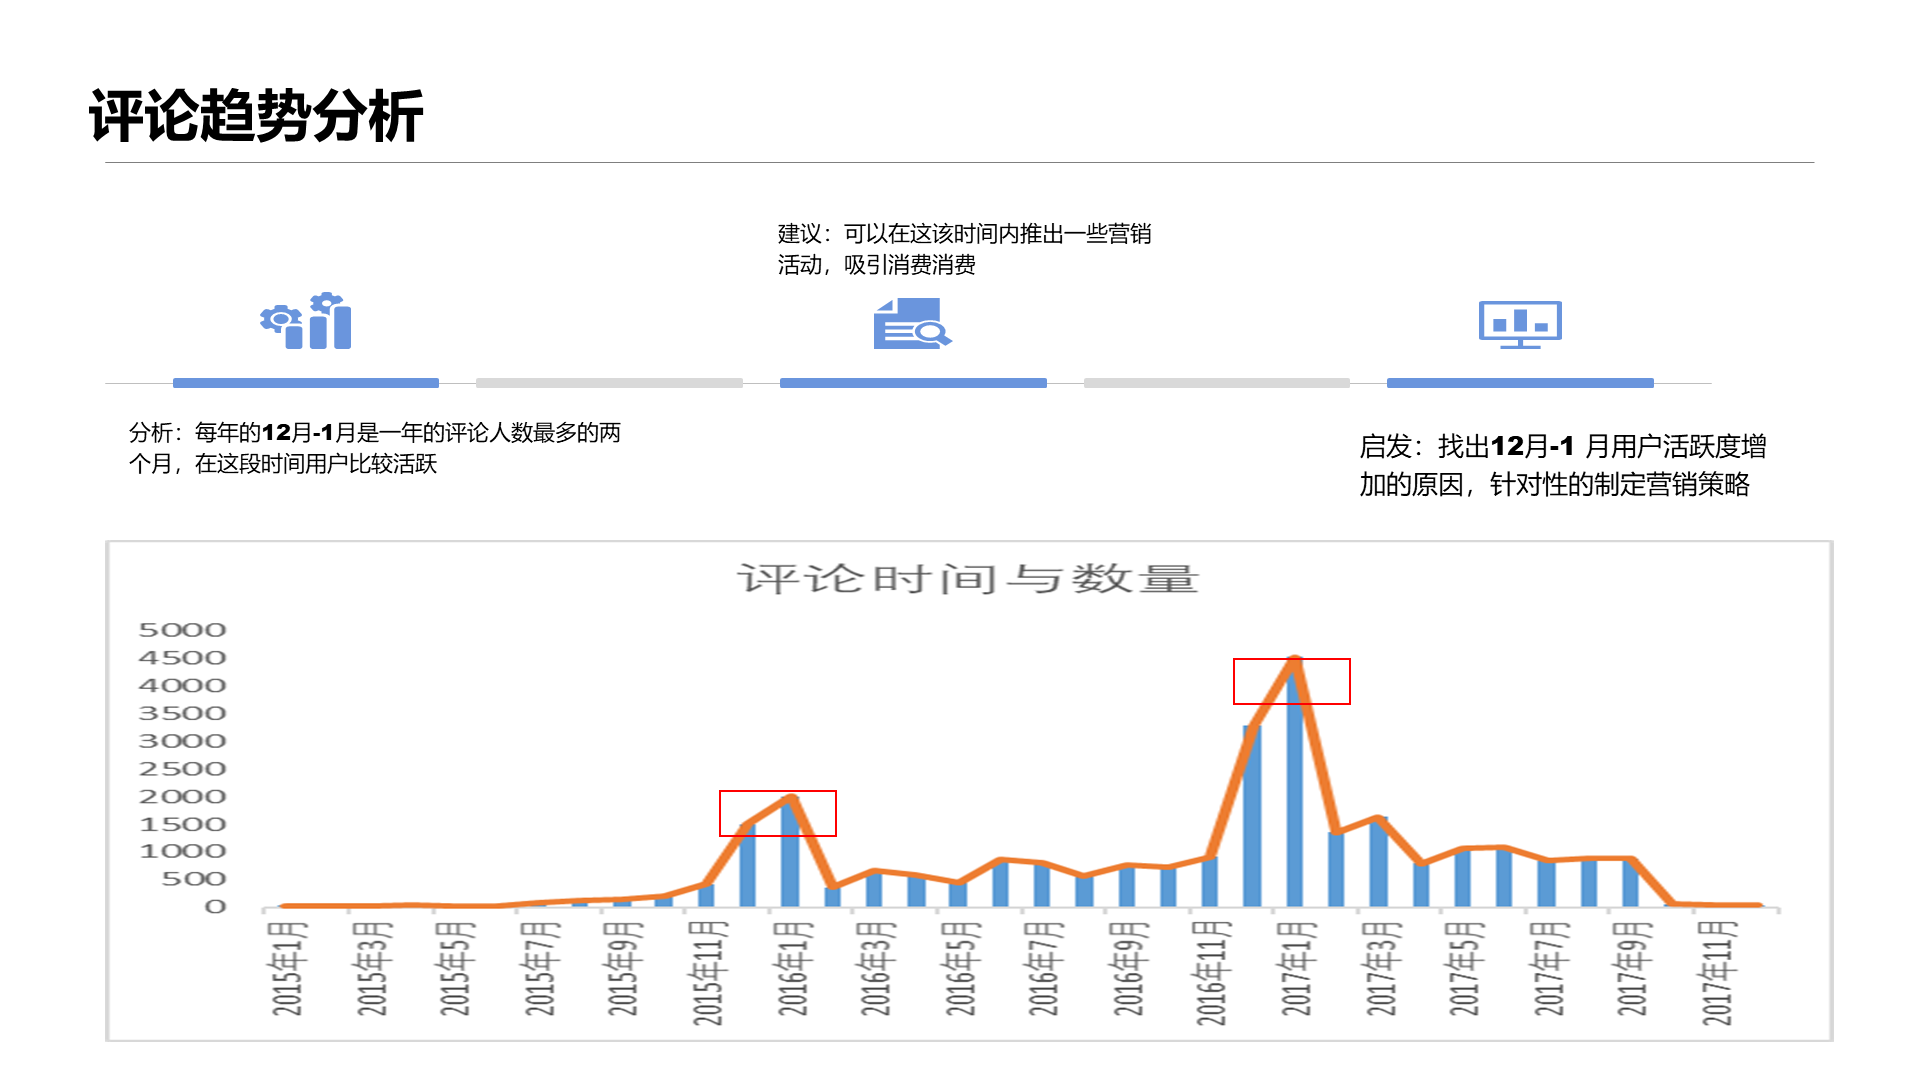 评论趋势分析
建议：可以在这该时间内推出一些营销
活动，吸引消费消费
分析：每年的12月-1月是一年的评论人数最多的两
个月，在这段时间用户比较活跃
启发：找出12月-1 月用户活跃度增
加的原因，针对性的制定营销策略
评论时间与数量
5000
4500
4000
3500
3000
2500
2000
1500
1000
500
0
2015年1月
2015年3月
2015年5月
2015年7月
2015年9月
2015年11月
2016年1月
2016年3月
2016年5月
2016年7月
2016年9月
2016年11月
2017年1月
2017年3月
2017年5月
2017年7月
2017年9月
2017年11月